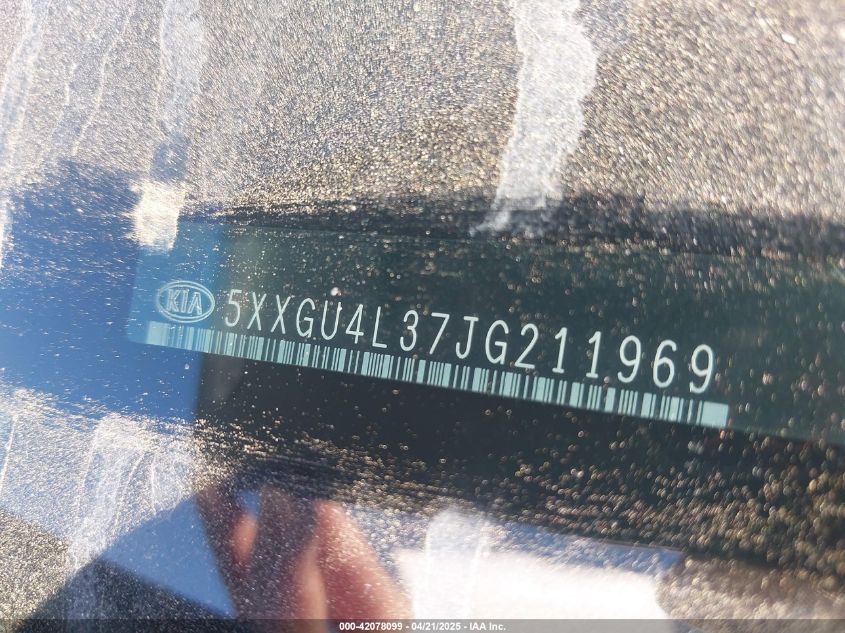 KIA 5XXGU4L37JG211969
000-42078099 - 04/21/2025 - IAA Inc.